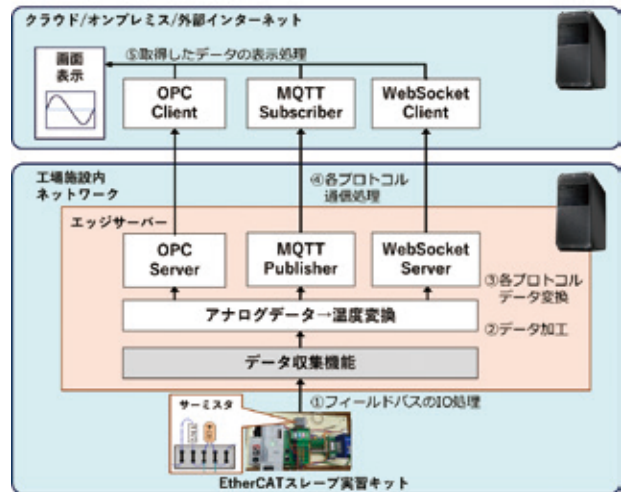 クラウド/オンプレミス/外部インターネット
⑤取得したデータの表示処理
画面
表示
OPC
Client
MQTT
Subscriber
WebSocket
Client
工場施設内
ネットワーク
④各プロトコル
通信処理
エッジサーバー
OPC
Server
MQTT
Publisher
WebSocket
Server
③各プロトコル
データ変換
アナログデータ→温度変換
②データ加工
データ収集機能
①フィールドバスのIO処理
サーミスタ
EtherCATスレーブ実習キット